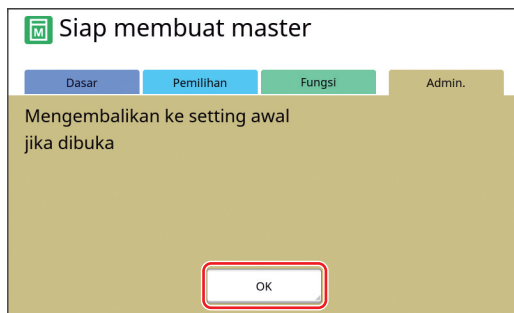 M
Siap membuat master
Dasar
Pemilihan
Fungsi
Admin.
Mengembalikan ke setting awal
jika dibuka
OK